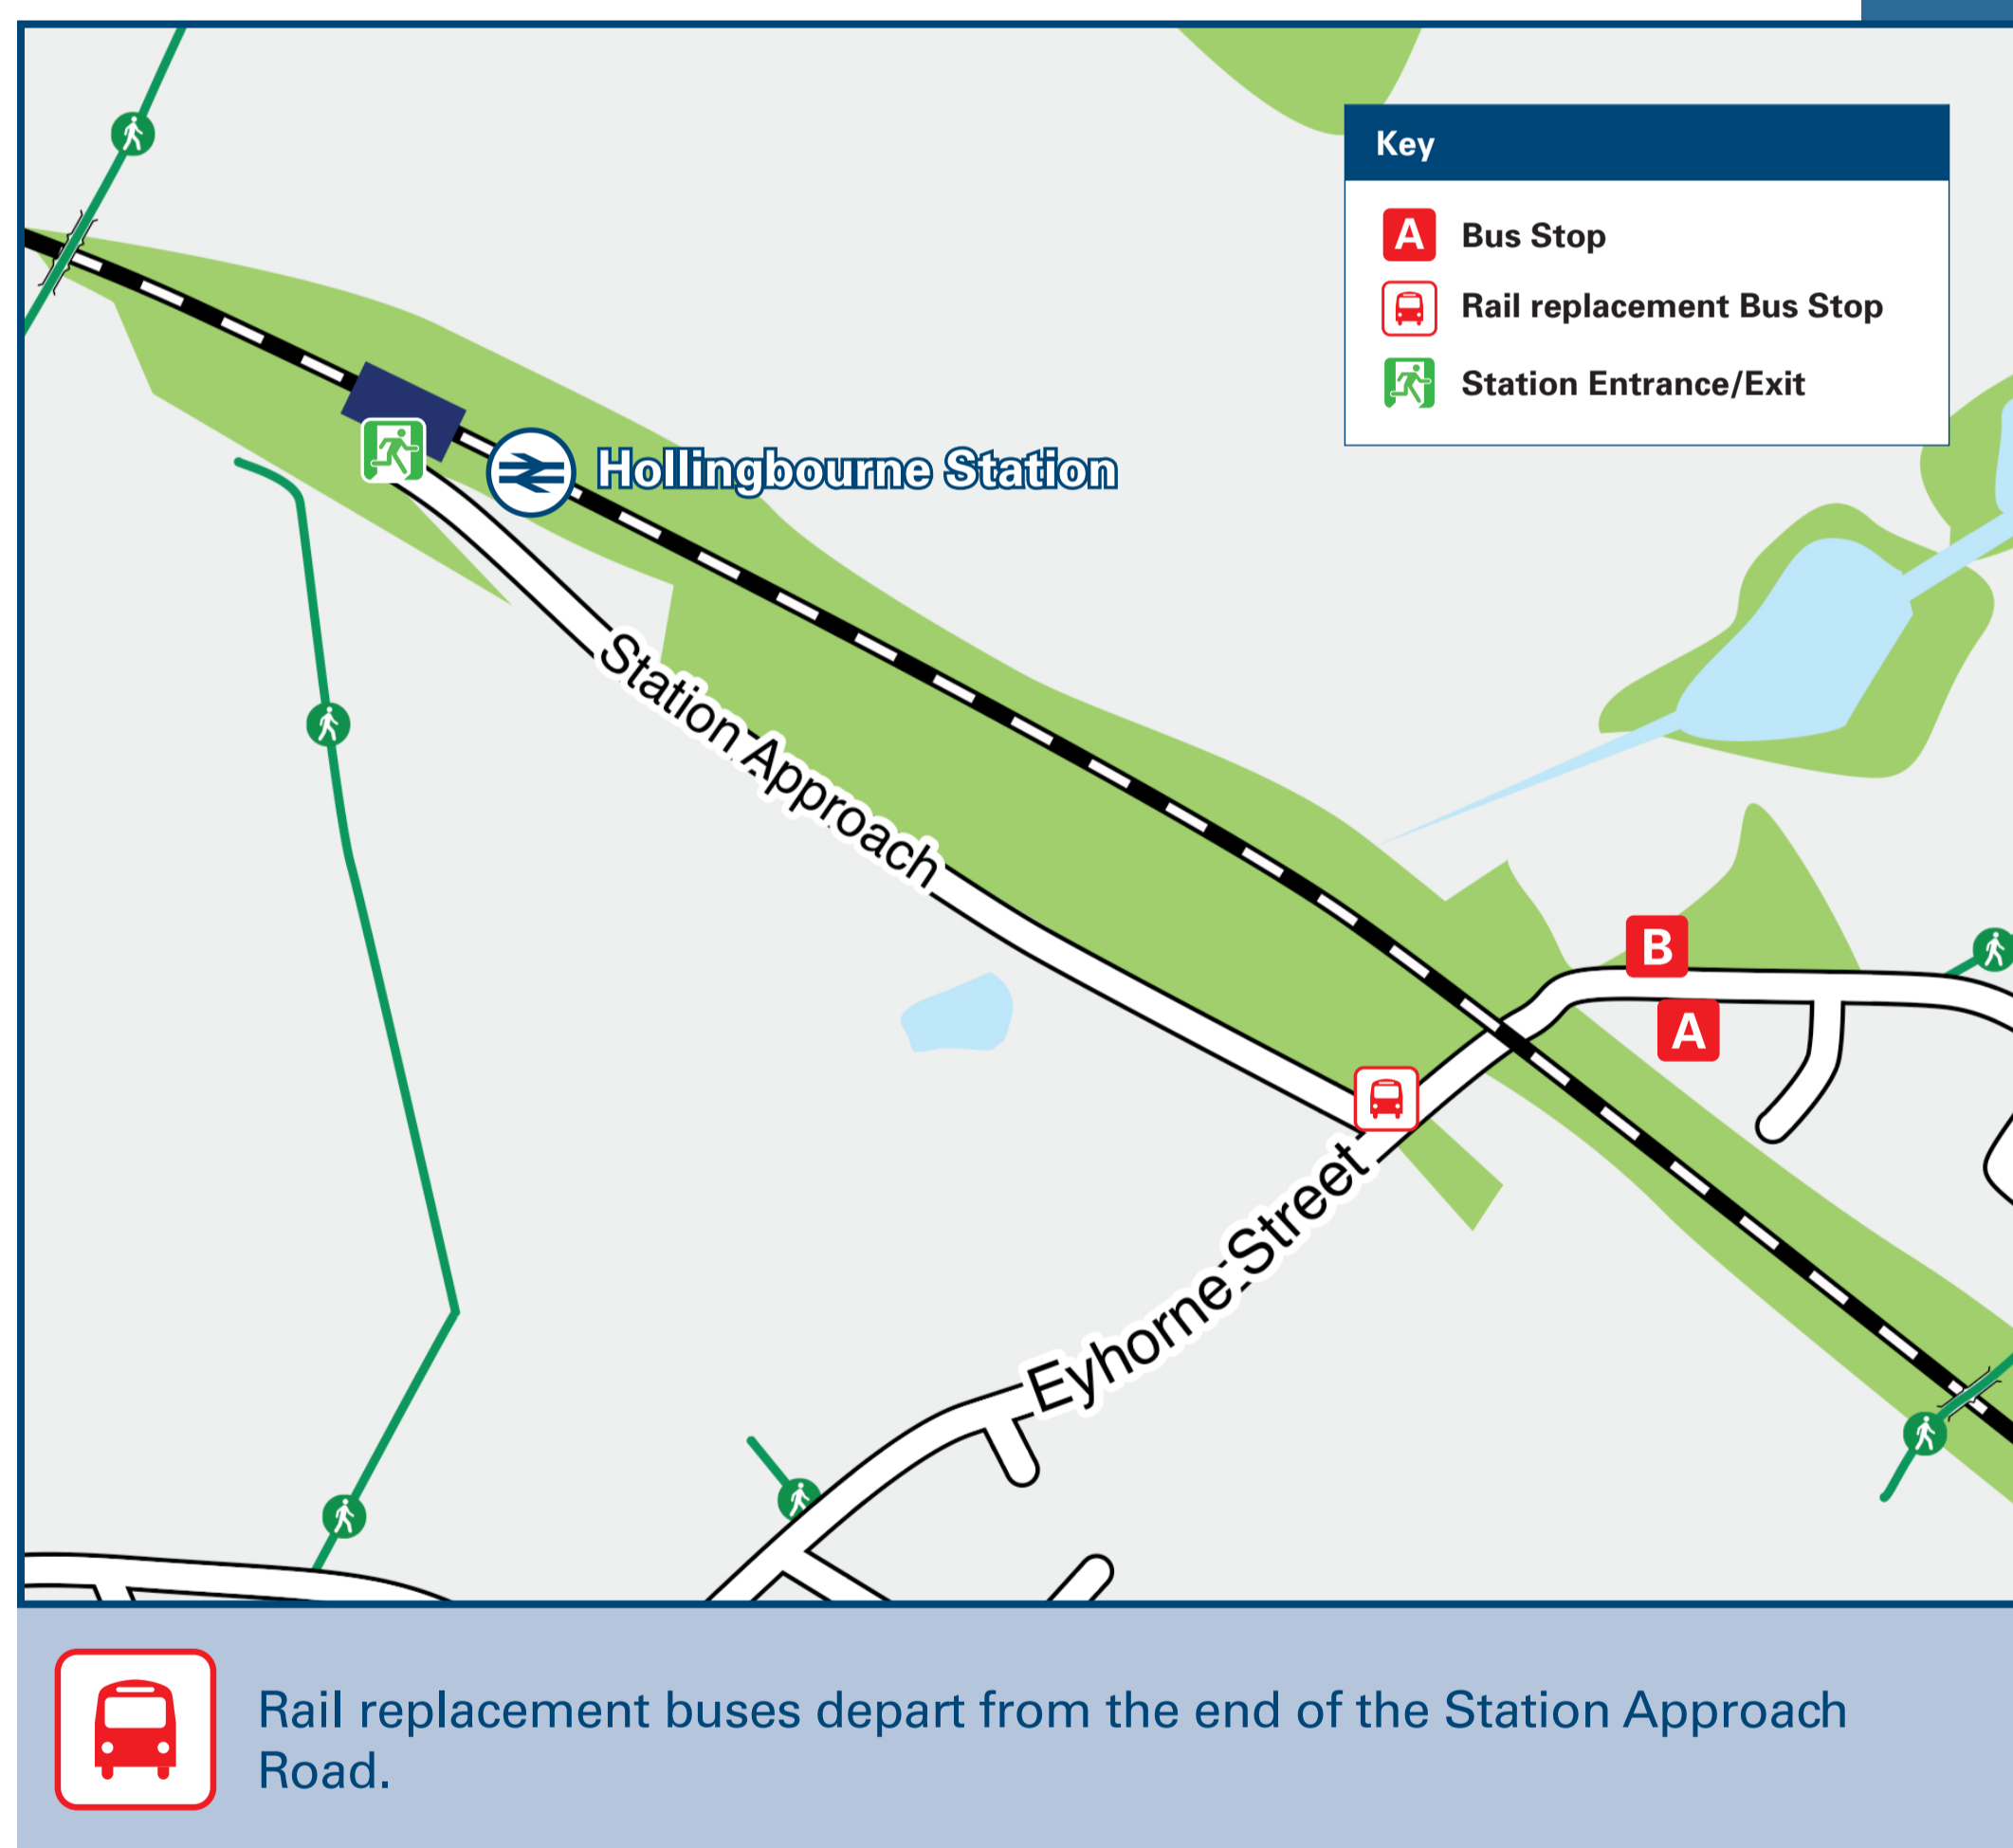 Key
A Bus Stop
Rail replacement Bus Stop
Station Entrance/Exit
Hollingbourne Station
Station Approach
B
A
Eyhorne Street
Rail replacement buses depart from the end of the Station Approach
Road.